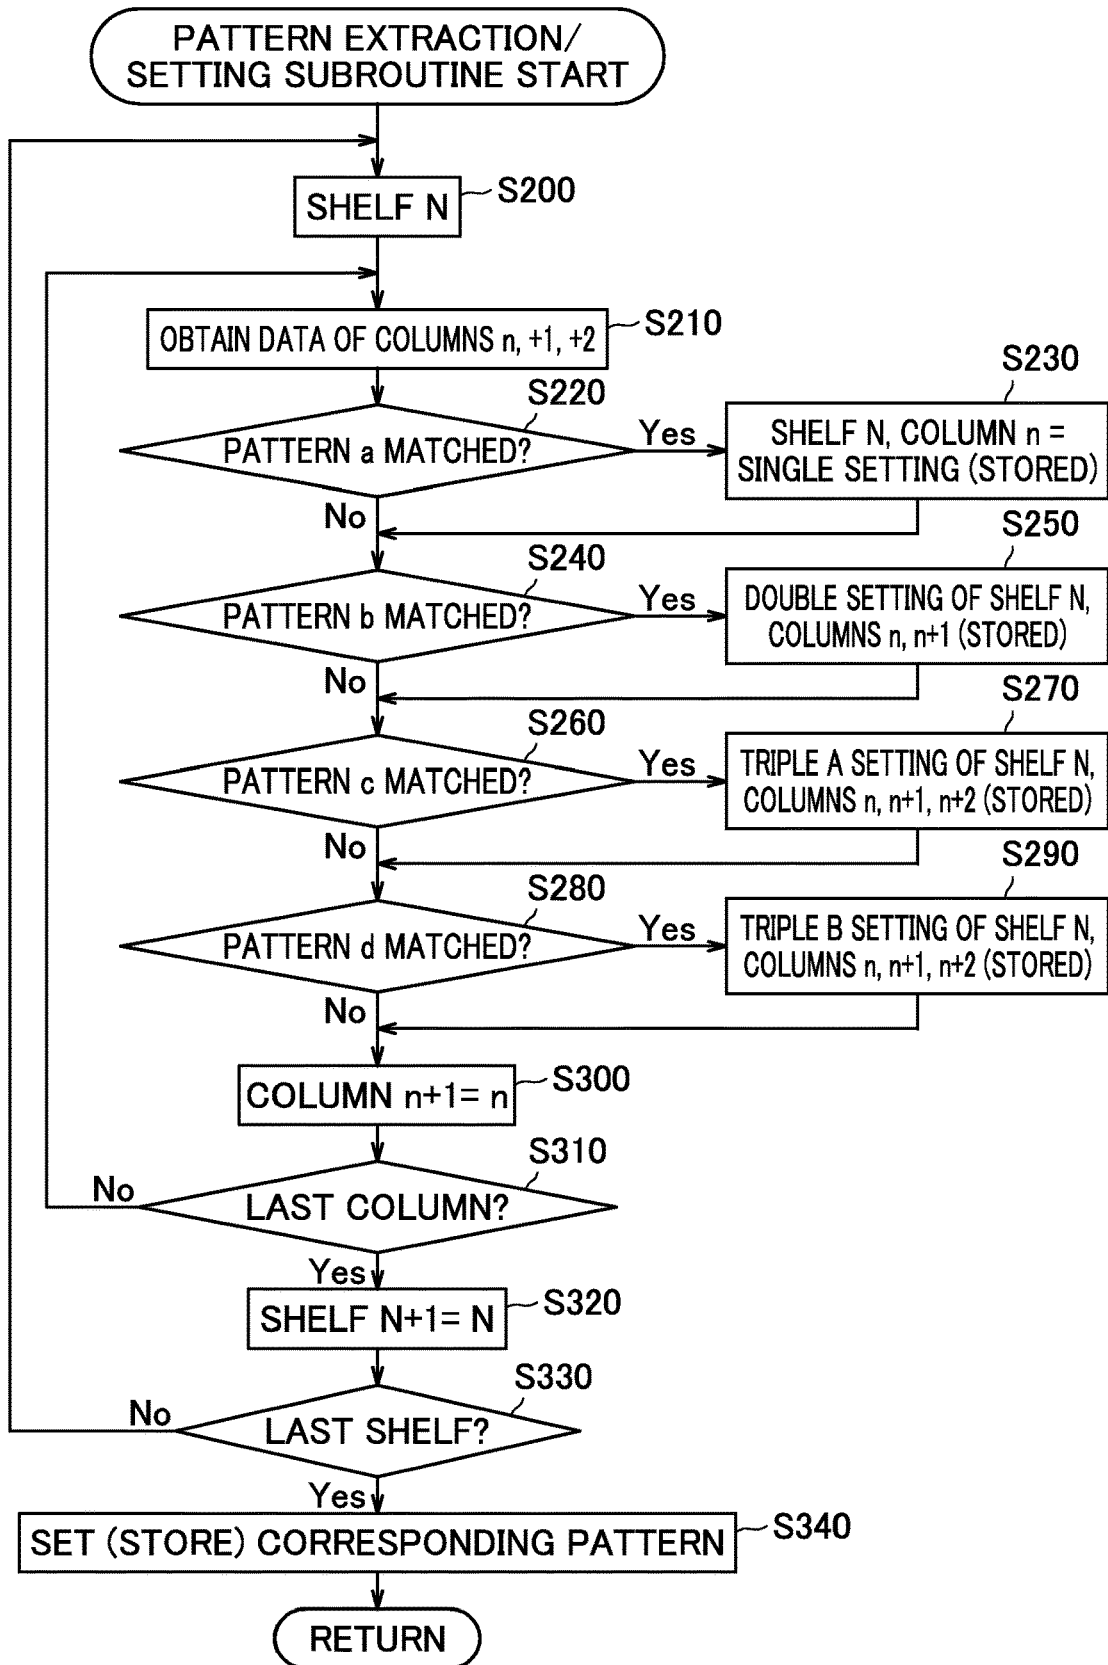 PATTERN EXTRACTION/
SETTING SUBROUTINE START
SHELF N
S200
OBTAIN DATA OF COLUMNS n, +1, +2
S210
S220
PATTERN a MATCHED?
Yes
No
S230
SHELF N, COLUMN n =
SINGLE SETTING (STORED)
S240
PATTERN b MATCHED?
Yes
No
S250
DOUBLE SETTING OF SHELF N,
COLUMNS n, n+1 (STORED)
S260
PATTERN c MATCHED?
Yes
No
S270
TRIPLE A SETTING OF SHELF N,
COLUMNS n, n+1, n+2 (STORED)
S280
PATTERN d MATCHED?
Yes
No
S290
TRIPLE B SETTING OF SHELF N,
COLUMNS n, n+1, n+2 (STORED)
COLUMN n+1= n
S300
S310
No
LAST COLUMN?
Yes
SHELF N+1= N
S320
S330
No
LAST SHELF?
Yes
SET (STORE) CORRESPONDING PATTERN
S340
RETURN